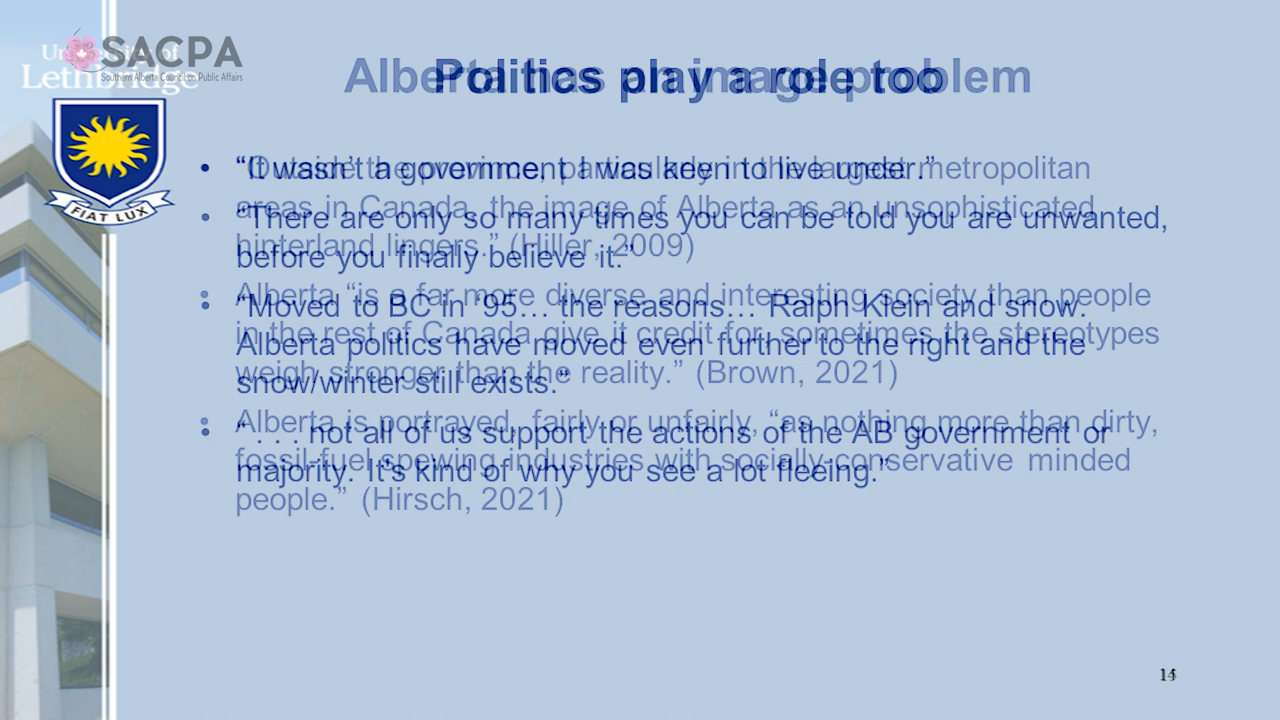 University of
Lethbridge
SACPA
Southern Alberta Council on Public Affairs
FIAT LUX
Politics play a role too
• “It wasn’t a government I was keen to live under.”
• “There are only so many times you can be told you are unwanted,
before you finally believe it.”
• “Moved to BC in ‘95… the reasons… Ralph Klein and snow.
Alberta politics have moved even further to the right and the
snow/winter still exists.”
• “ . . . not all of us support the actions of the AB government or
majority. It's kind of why you see a lot fleeing.”
Alberta has an image problem
• “Outside the province, particularly in the largest metropolitan
areas in Canada, the image of Alberta as an unsophisticated
hinterland lingers.” (Hiller, 2009)
• Alberta “is a far more diverse and interesting society than people
in the rest of Canada give it credit for, sometimes the stereotypes
weigh stronger than the reality.” (Brown, 2021)
• Alberta is portrayed, fairly or unfairly, “as nothing more than dirty,
fossil-fuel spewing industries with socially-conservative minded
people.” (Hirsch, 2021)